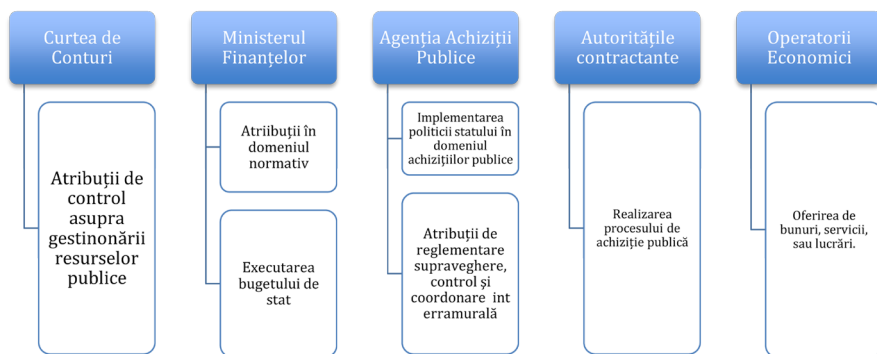 Curtea de
Conturi
Atribuții de
control
asupra
gestinonării
resurselor
publice
Ministerul
Finanțelor
Atriibuții în
domeniul
normativ
Executarea
bugetului de
stat
Agenția Achiziții
Publice
Implementarea
politicii statului în
domeniul
achizițiilor publice
Atribuții de
reglementare
supraveghere,
control și
coordonare int
erramurală
Autoritățile
contractante
Realizarea
procesului de
achiziție publică
Operatorii
Economici
Oferirea de
bunuri, servicii,
sau lucrări.